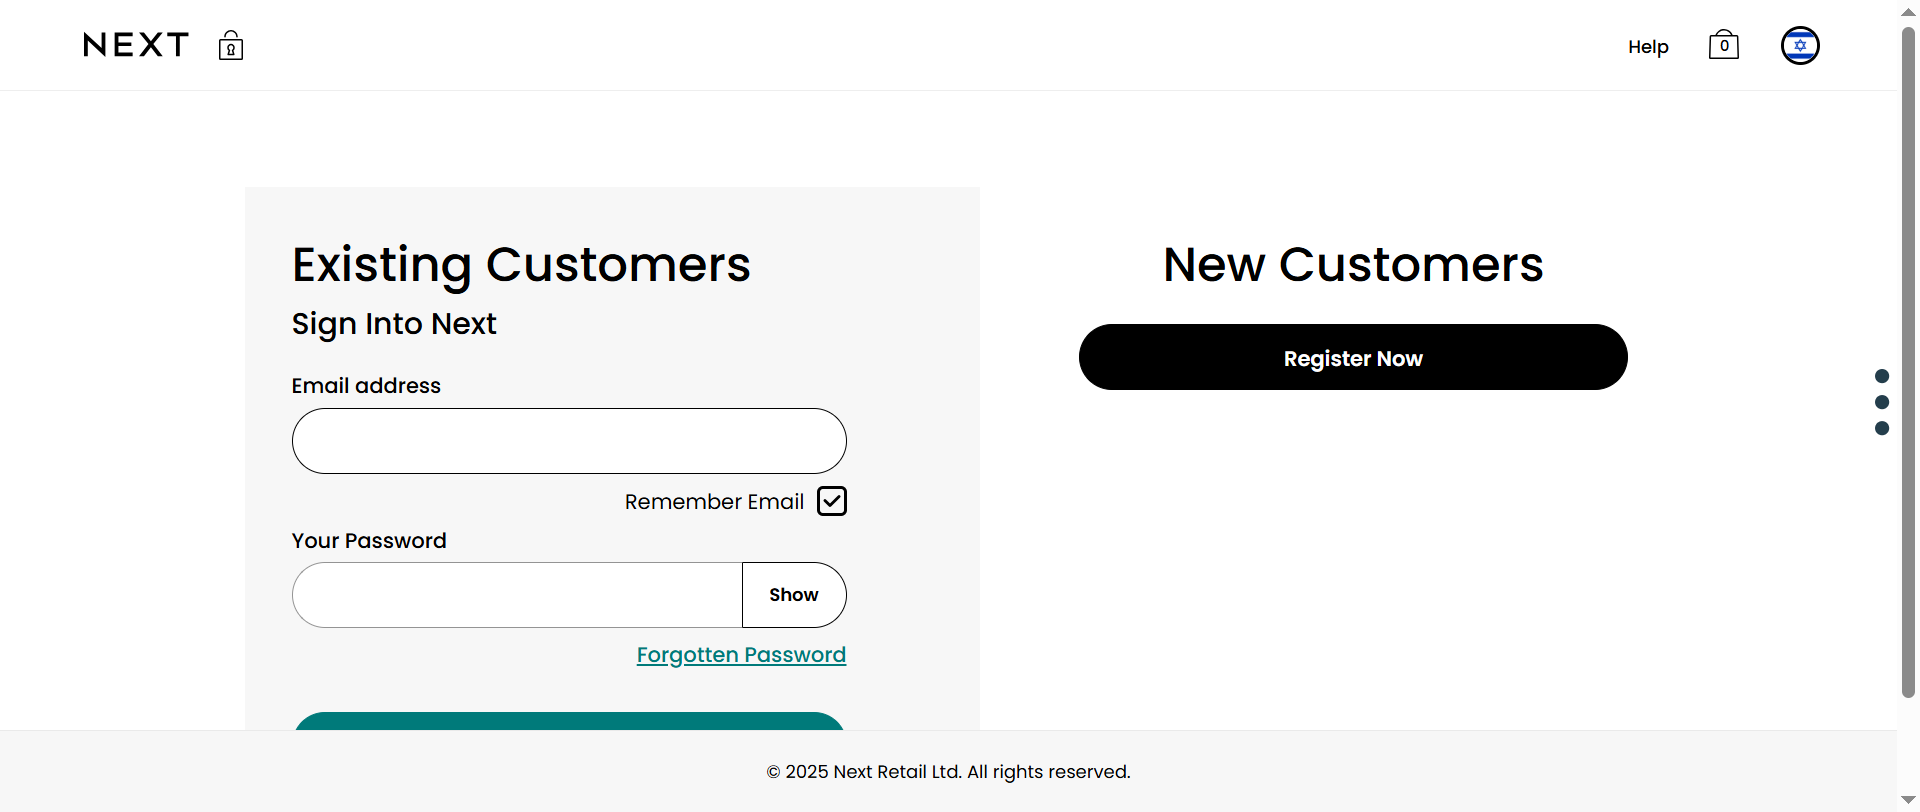 NEXT
Help
0
Existing Customers
Sign Into Next
Email address
Remember Email
Your Password
Show
Forgotten Password
New Customers
Register Now
© 2025 Next Retail Ltd. All rights reserved.